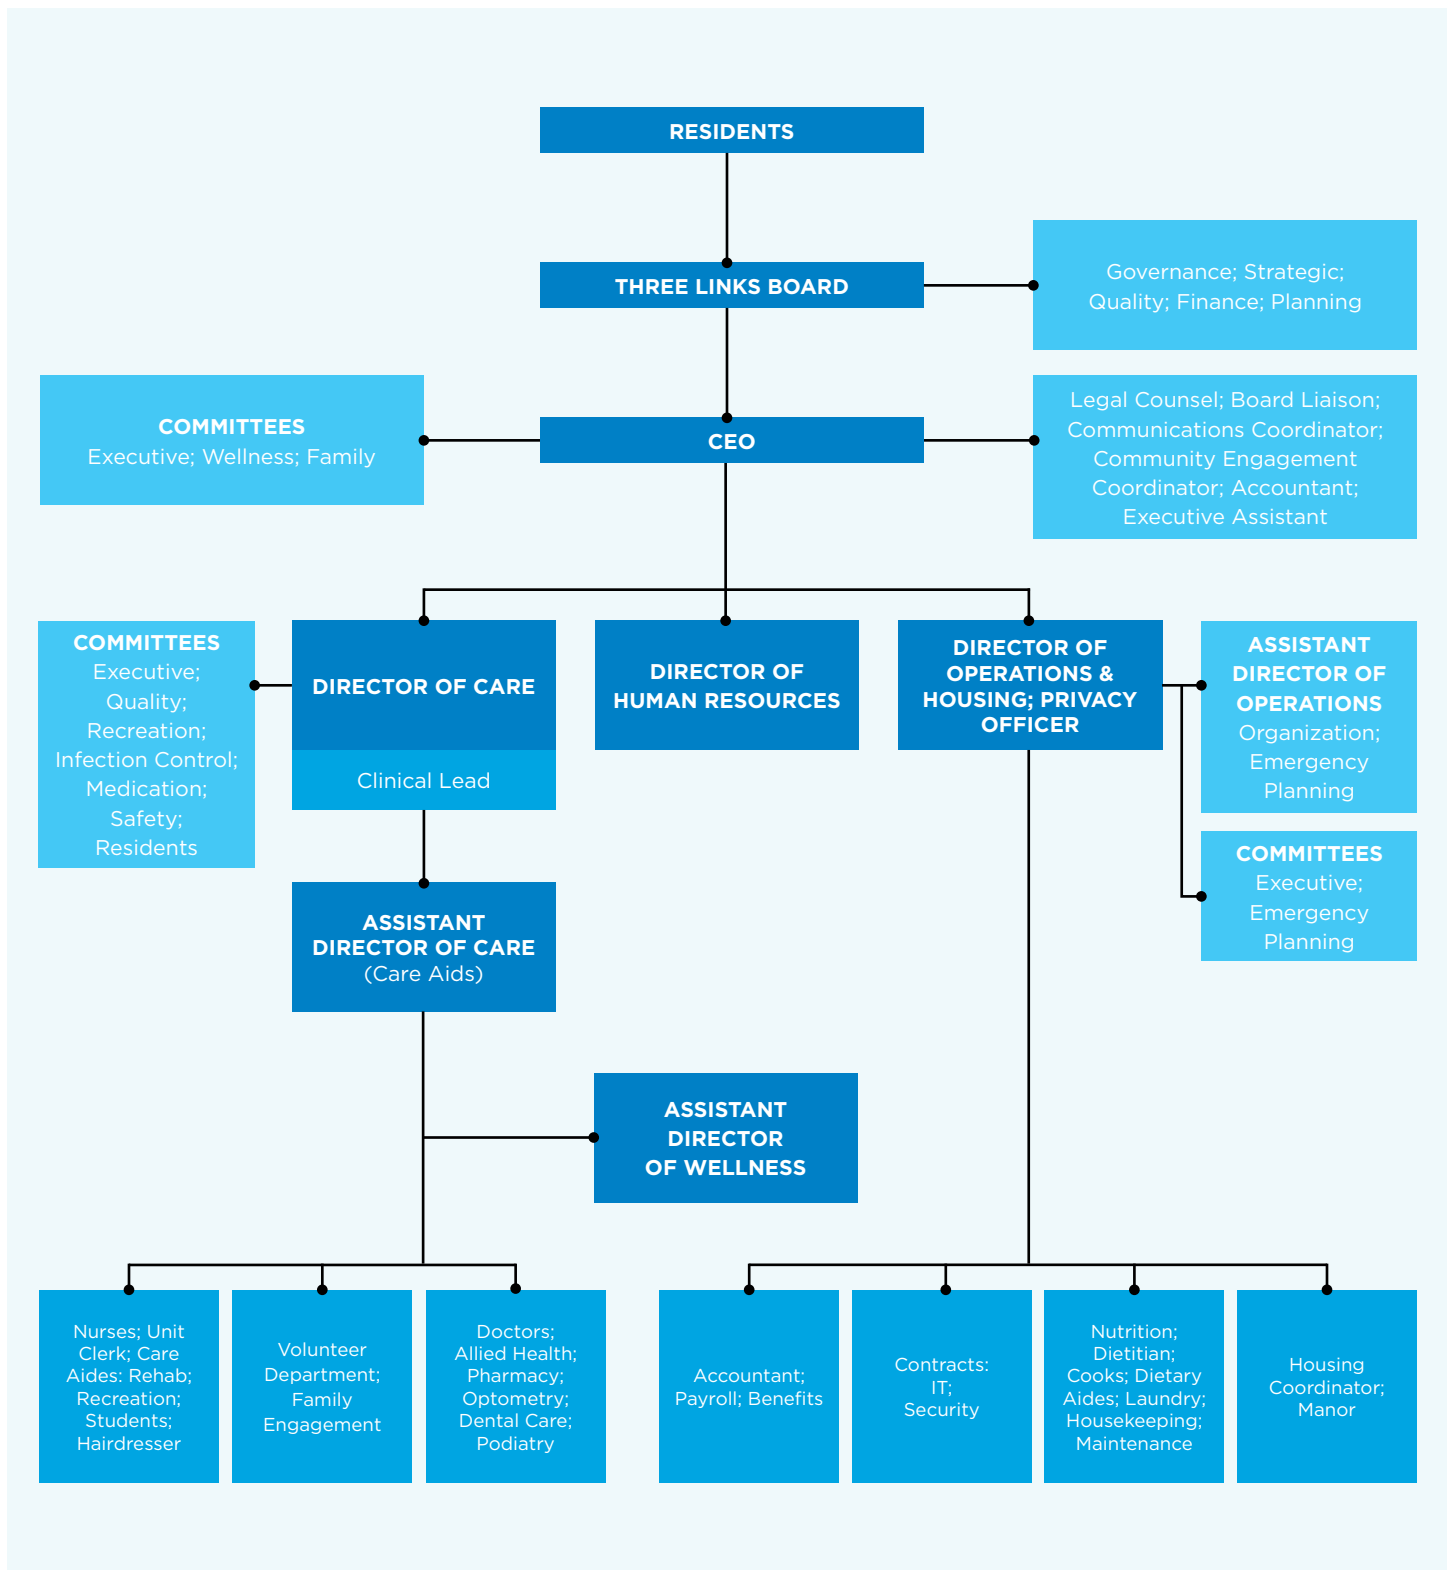 RESIDENTS
THREE LINKS BOARD
Governance; Strategic;
Quality; Finance; Planning
COMMITTEES
Executive; Wellness; Family
CEO
Legal Counsel; Board Liaison;
Communications Coordinator;
Community Engagement
Coordinator; Accountant;
Executive Assistant
COMMITTEES
Executive;
Quality;
Recreation;
Infection Control;
Medication;
Safety;
Residents
DIRECTOR OF CARE
Clinical Lead
DIRECTOR OF
HUMAN RESOURCES
DIRECTOR OF
OPERATIONS &
HOUSING; PRIVACY
OFFICER
ASSISTANT
DIRECTOR OF
OPERATIONS
Organization;
Emergency
Planning
COMMITTEES
Executive;
Emergency
Planning
ASSISTANT
DIRECTOR OF CARE
(Care Aids)
ASSISTANT
DIRECTOR
OF WELLNESS
Nurses; Unit
Clerk; Care
Aides: Rehab;
Recreation;
Students;
Hairdresser
Volunteer
Department;
Family
Engagement
Doctors;
Allied Health;
Pharmacy;
Optometry;
Dental Care;
Podiatry
Accountant;
Payroll; Benefits
Contracts:
IT;
Security
Nutrition;
Dietitian;
Cooks; Dietary
Aides; Laundry;
Housekeeping;
Maintenance
Housing
Coordinator;
Manor